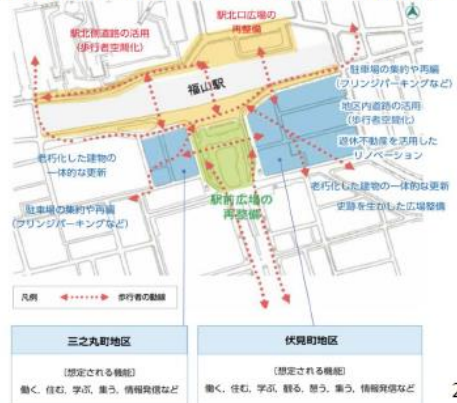 駅北口広場の
再整備
駅北側道路の活用
(歩行者空間化)
福山駅
駐車場の集約や再編
(フリンジパーキングなど)
地区内道路の活用
(歩行者空間化)
遊休不動産を活用した
リノベーション
老朽化した建物の
一体的な更新
老朽化した建物の一体的な更新
史跡を生かした広場整備
駐車場の集約や再編
(フリンジパーキングなど)
駅前広場の
再整備
凡例 歩行者の動線
三之丸町地区
[想定される機能]
働く、住む、学ぶ、集う、情報発信など
伏見町地区
[想定される機能]
働く、住む、学ぶ、観る、憩う、集う、情報発信など
2